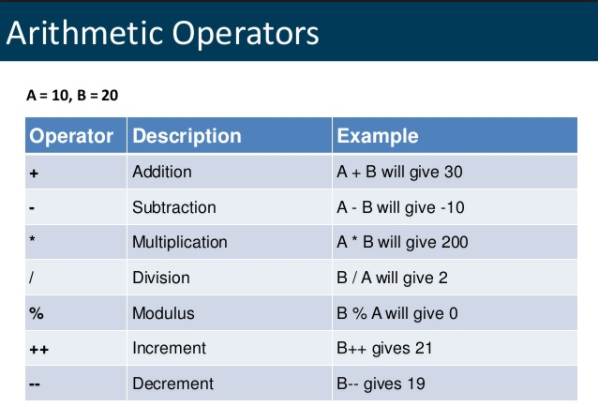 Arithmetic Operators
A = 10, B = 20
Operator Description Example
+ Addition A + B will give 30
- Subtraction A - B will give -10
* Multiplication A * B will give 200
/ Division B / A will give 2
% Modulus B % A will give 0
++ Increment B++ gives 21
-- Decrement B-- gives 19